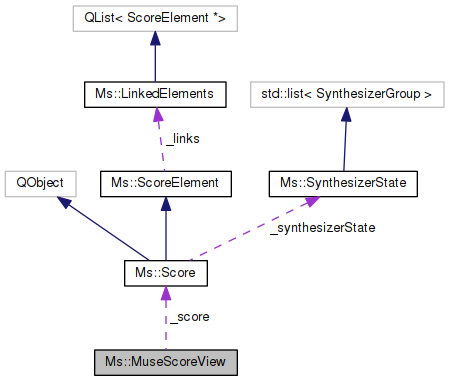 QList< ScoreElement *>
Ms::LinkedElements
std::list< SynthesizerGroup >
_links
QObject
Ms::ScoreElement
Ms::SynthesizerState
_synthesizerState
Ms::Score
_score
Ms::MuseScoreView